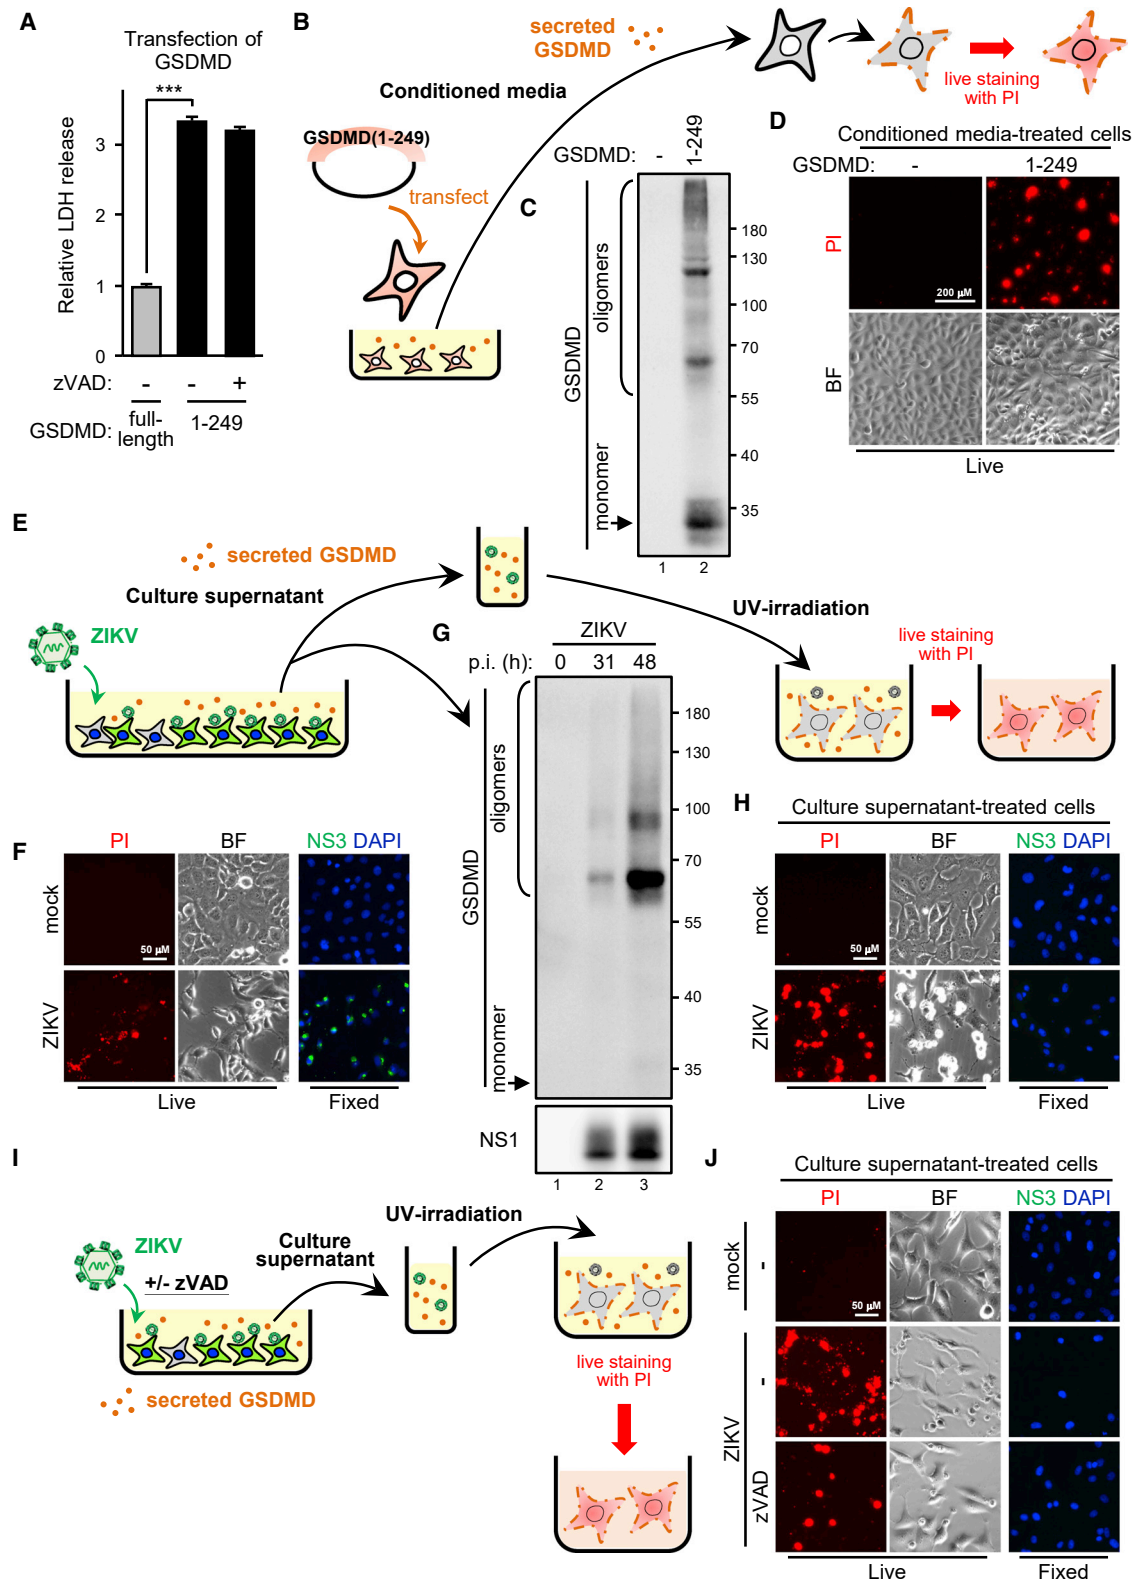 A
Transfection of
GSDMD
Relative LDH release
***
3
2
1
0
zVAD:
-
-
+
GSDMD:
full-
length
1-249
B
secreted
GSDMD
Conditioned media
GSDMD(1-249)
transfect
live staining
with PI
C
GSDMD:
-
1-249
GSDMD
oligomers
monomer
180
130
100
70
55
40
35
1
2
D
Conditioned media-treated cells
GSDMD:
-
1-249
PI
200 µM
BF
Live
E
secreted GSDMD
Culture supernatant
ZIKV
UV-irradiation
live staining
with PI
F
PI
BF
NS3 DAPI
mock
50 µM
ZIKV
Live
Fixed
G
ZIKV
p.i. (h):
0
31
48
GSDMD
oligomers
monomer
180
130
100
70
55
40
35
NS1
1
2
3
H
Culture supernatant-treated cells
PI
BF
NS3 DAPI
mock
50 µM
ZIKV
Live
Fixed
I
ZIKV
+/- zVAD
Culture
supernatant
UV-irradiation
secreted GSDMD
live staining
with PI
J
Culture supernatant-treated cells
PI
BF
NS3 DAPI
mock
-
50 µM
ZIKV
-
zVAD
Live
Fixed